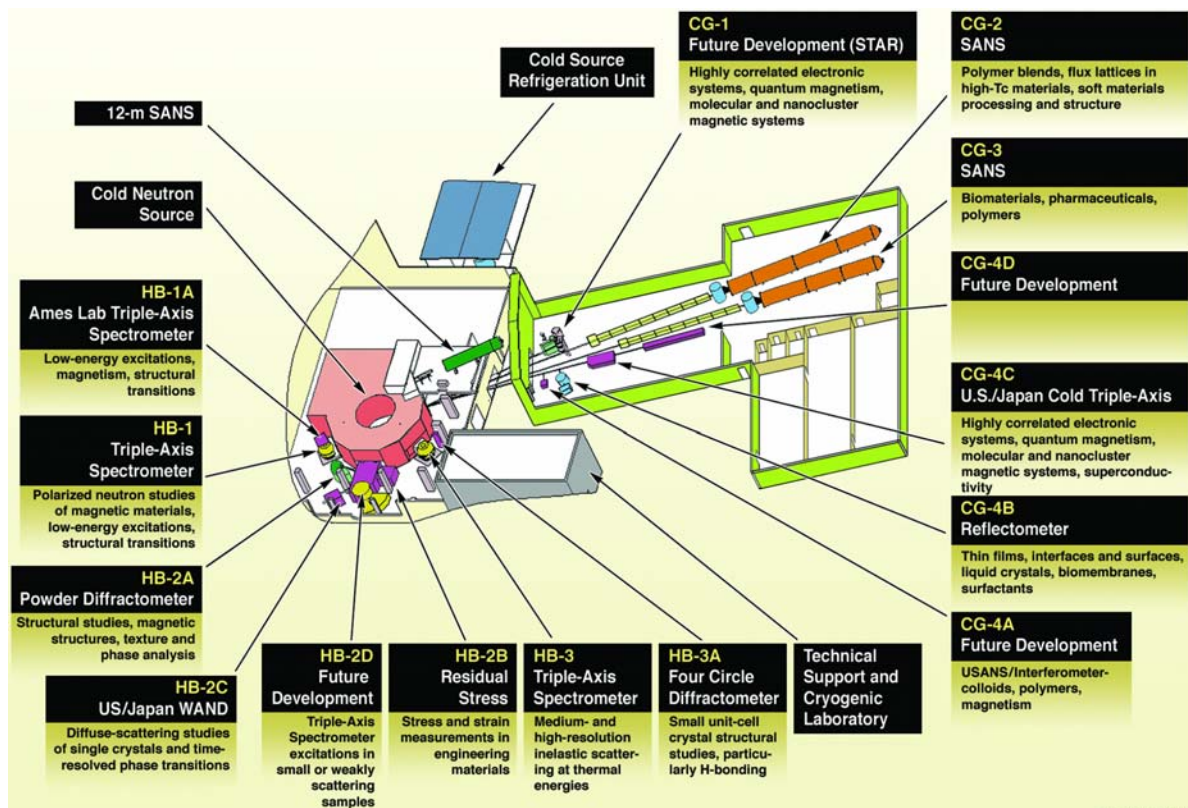 CG-1
Future Development (STAR)
Highly correlated electronic
systems, quantum magnetism,
molecular and nanocluster
magnetic systems
CG-2
SANS
Polymer blends, flux lattices in
high-Tc materials, soft materials
processing and structure
Cold Source
Refrigeration Unit
12-m SANS
CG-3
SANS
Biomaterials, pharmaceuticals,
polymers
Cold Neutron
Source
CG-4D
Future Development
HB-1A
Ames Lab Triple-Axis
Spectrometer
Low-energy excitations,
magnetism, structural
transitions
CG-4C
U.S./Japan Cold Triple-Axis
Highly correlated electronic
systems, quantum magnetism,
molecular and nanocluster
magnetic systems, superconduc-
tivity
HB-1
Triple-Axis
Spectrometer
Polarized neutron studies
of magnetic materials,
low-energy excitations,
structural transitions
CG-4B
Reflectometer
Thin films, interfaces and surfaces,
liquid crystals, biomembranes,
surfactants
HB-2A
Powder Diffractometer
Structural studies, magnetic
structures, texture and
phase analysis
CG-4A
Future Development
USANS/Interferometer-
colloids, polymers,
magnetism
HB-2C
US/Japan WAND
Diffuse-scattering studies
of single crystals and time-
resolved phase transitions
HB-2D
Future
Development
Triple-Axis
Spectrometer
excitations in
small or weakly
scattering
samples
HB-2B
Residual
Stress
Stress and strain
measurements in
engineering
materials
HB-3
Triple-Axis
Spectrometer
Medium- and
high-resolution
inelastic scatter-
ing at thermal
energies
HB-3A
Four Circle
Diffractometer
Small unit-cell
crystal structural
studies, particu-
larly H-bonding
Technical
Support and
Cryogenic
Laboratory